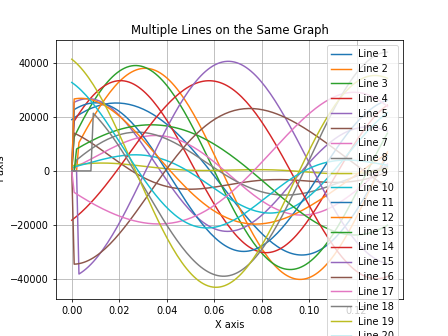 Multiple Lines on the Same Graph
40000
20000
0
−20000
−40000
0.00
0.02
0.04
0.06
0.08
0.10
X axis
Line 1
Line 2
Line 3
Line 4
Line 5
Line 6
Line 7
Line 8
Line 9
Line 10
Line 11
Line 12
Line 13
Line 14
Line 15
Line 16
Line 17
Line 18
Line 19
Line 20